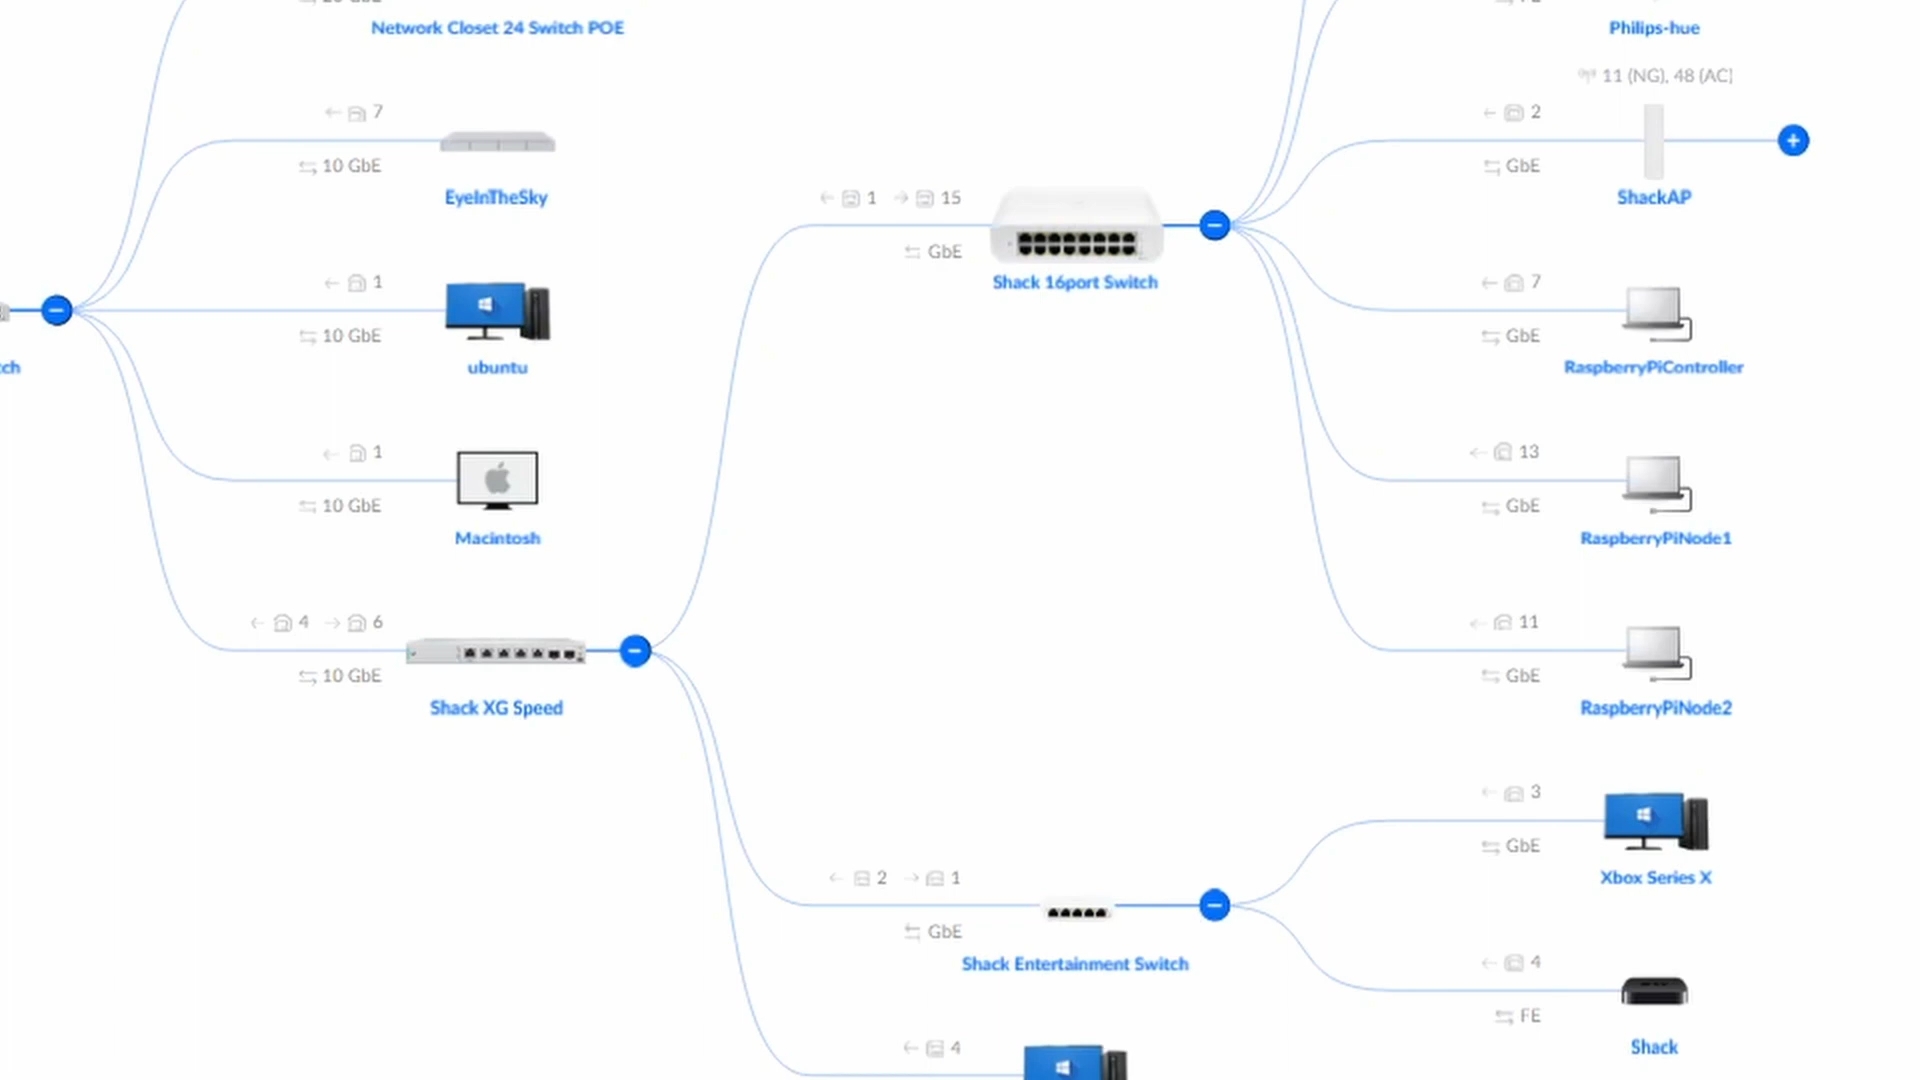 Network Closet 24 Switch POE
7
10 GbE
EyeInTheSky
1
10 GbE
ubuntu
1
10 GbE
Macintosh
4 6
10 GbE
Shack XG Speed
1 15
GbE
Shack 16port Switch
2 1
GbE
Shack Entertainment Switch
4
Philips-hue
11 (NG), 48 (AC)
2
GbE
ShackAP
7
GbE
RaspberryPiController
13
GbE
RaspberryPiNode1
11
GbE
RaspberryPiNode2
3
GbE
Xbox Series X
4
FE
Shack